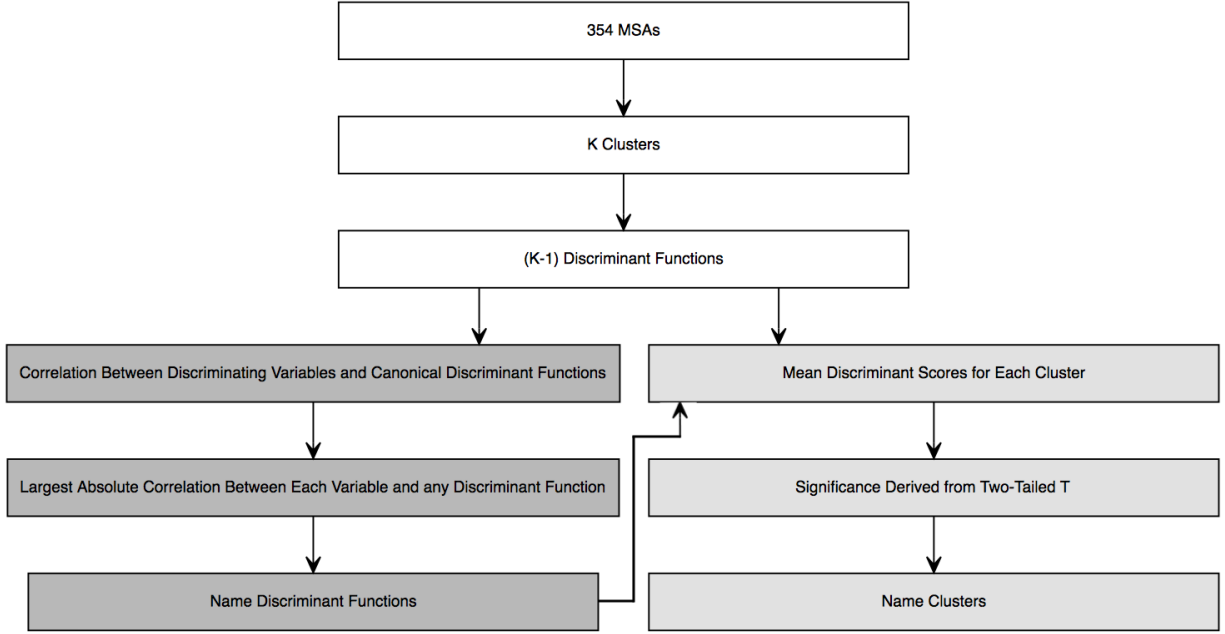 354 MSAs
K Clusters
(K-1) Discriminant Functions
Correlation Between Discriminating Variables and Canonical Discriminant Functions
Mean Discriminant Scores for Each Cluster
Largest Absolute Correlation Between Each Variable and any Discriminant Function
Significance Derived from Two-Tailed T
Name Discriminant Functions
Name Clusters